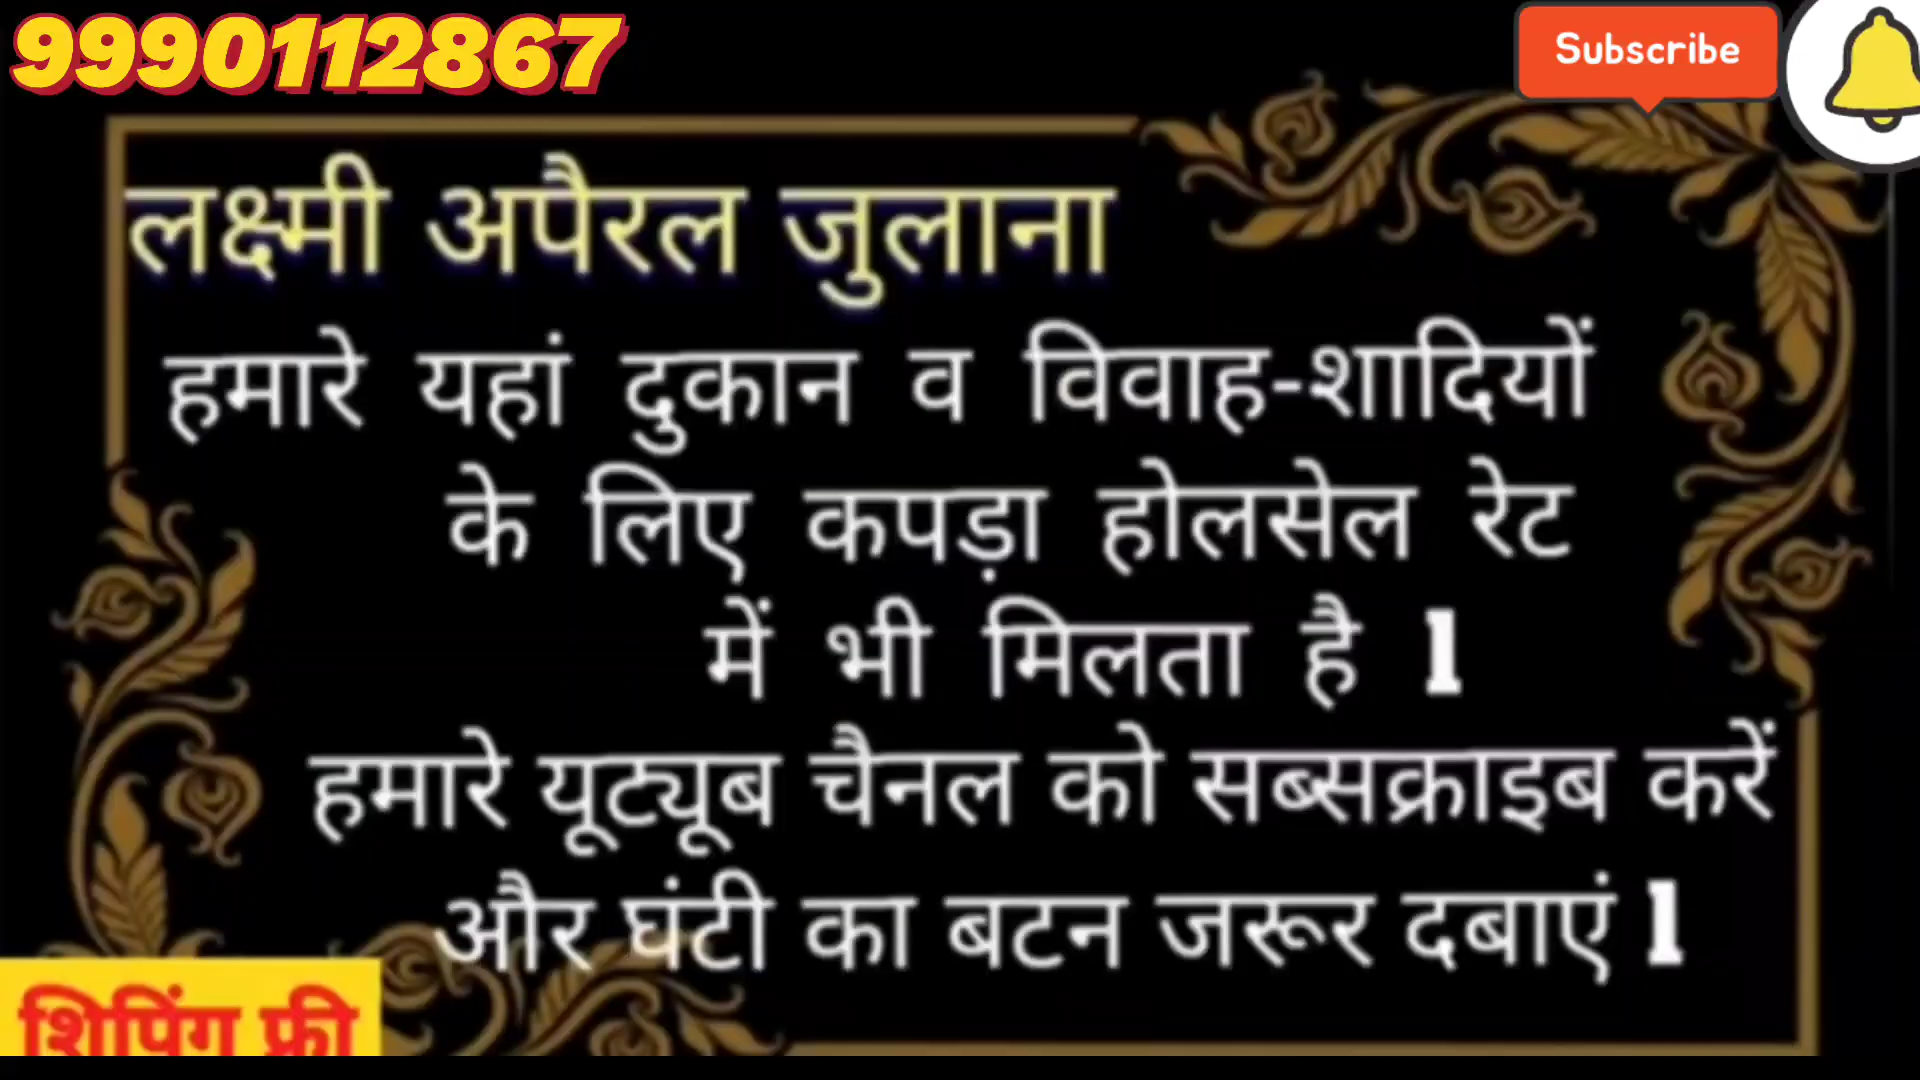 9990112867
Subscribe
लक्ष्मी अपैरल जुलाना
हमारे यहां दुकान व विवाह-शादियों
के लिए कपड़ा होलसेल रेट
में भी मिलता है l
हमारे यूट्यूब चैनल को सब्सक्राइब करें
और घंटी का बटन जरूर दबाएं l
शिपिंग फ्री